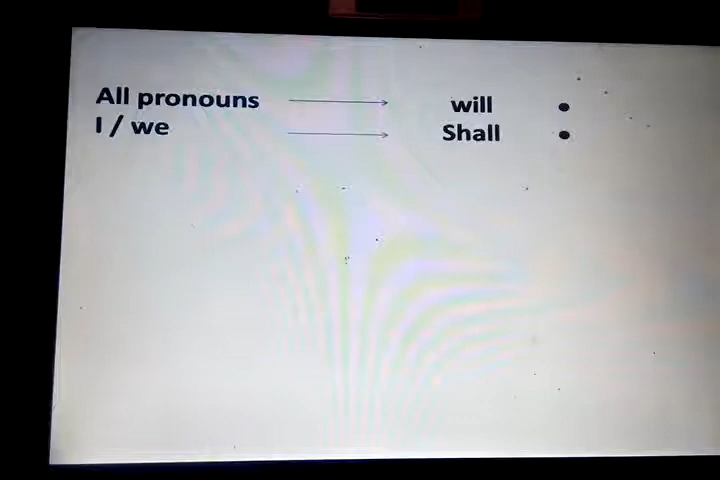 All pronouns → will •
I / we → Shall •